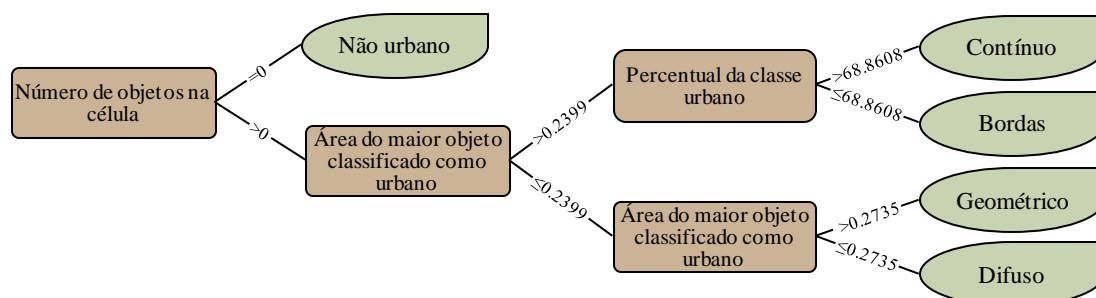 Número de objetos na
célula
=0
>0
Não urbano
Área do maior objeto
classificado como
urbano
>0.2399
≤0.2399
Percentual da classe
urbano
>68.8608
≤68.8608
Contínuo
Bordas
Área do maior objeto
classificado como
urbano
>0.2735
≤0.2735
Geométrico
Difuso